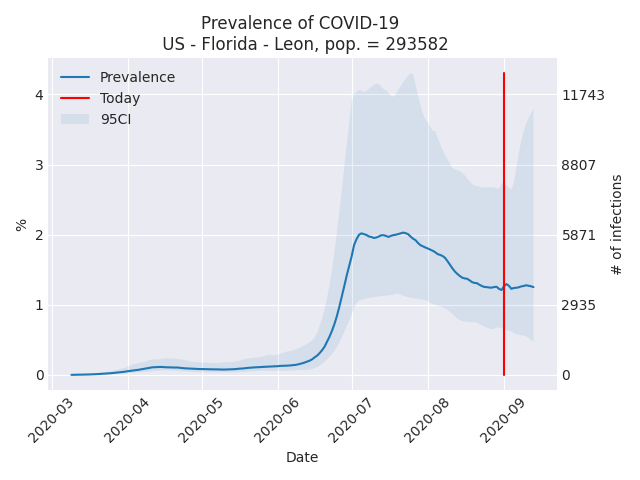 Prevalence of COVID-19
US - Florida - Leon, pop. = 293582
Prevalence
Today
95CI
4
3
2
1
0
%
11743
8807
5871
2935
0
# of infections
2020-03
2020-04
2020-05
2020-06
2020-07
2020-08
2020-09
Date